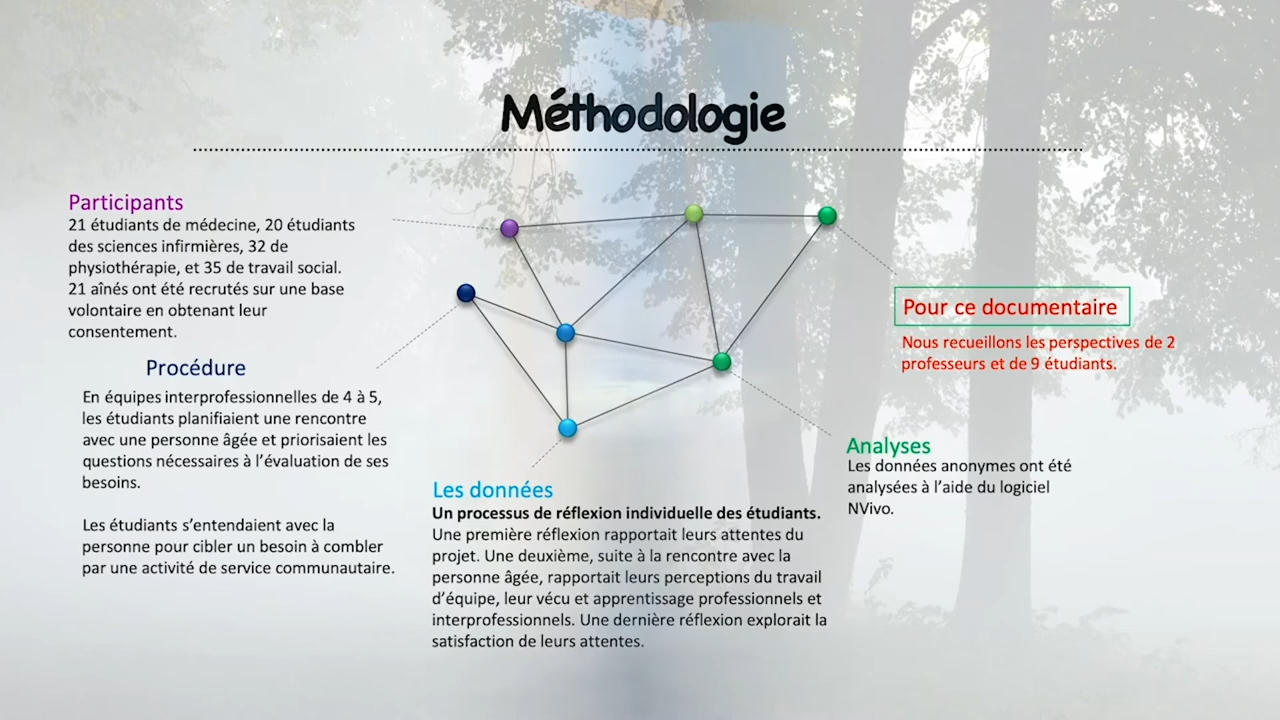 Méthodologie
Participants
21 étudiants de médecine, 20 étudiants
des sciences infirmières, 32 de
physiothérapie, et 35 de travail social.
21 aînés ont été recrutés sur une base
volontaire en obtenant leur
consentement.
Procédure
En équipes interprofessionnelles de 4 à 5,
les étudiants planifiaient une rencontre
avec une personne âgée et priorisaient les
questions nécessaires à l'évaluation de ses
besoins.
Les étudiants s'entendaient avec la
personne pour cibler un besoin à combler
par une activité de service communautaire.
Les données
Un processus de réflexion individuelle des étudiants.
Une première réflexion rapportait leurs attentes du
projet. Une deuxième, suite à la rencontre avec la
personne âgée, rapportait leurs perceptions du travail
d'équipe, leur vécu et apprentissage professionnels et
interprofessionnels. Une dernière réflexion explorait la
satisfaction de leurs attentes.
Analyses
Les données anonymes ont été
analysées à l'aide du logiciel
NVivo.
Pour ce documentaire
Nous recueillons les perspectives de 2
professeurs et de 9 étudiants.